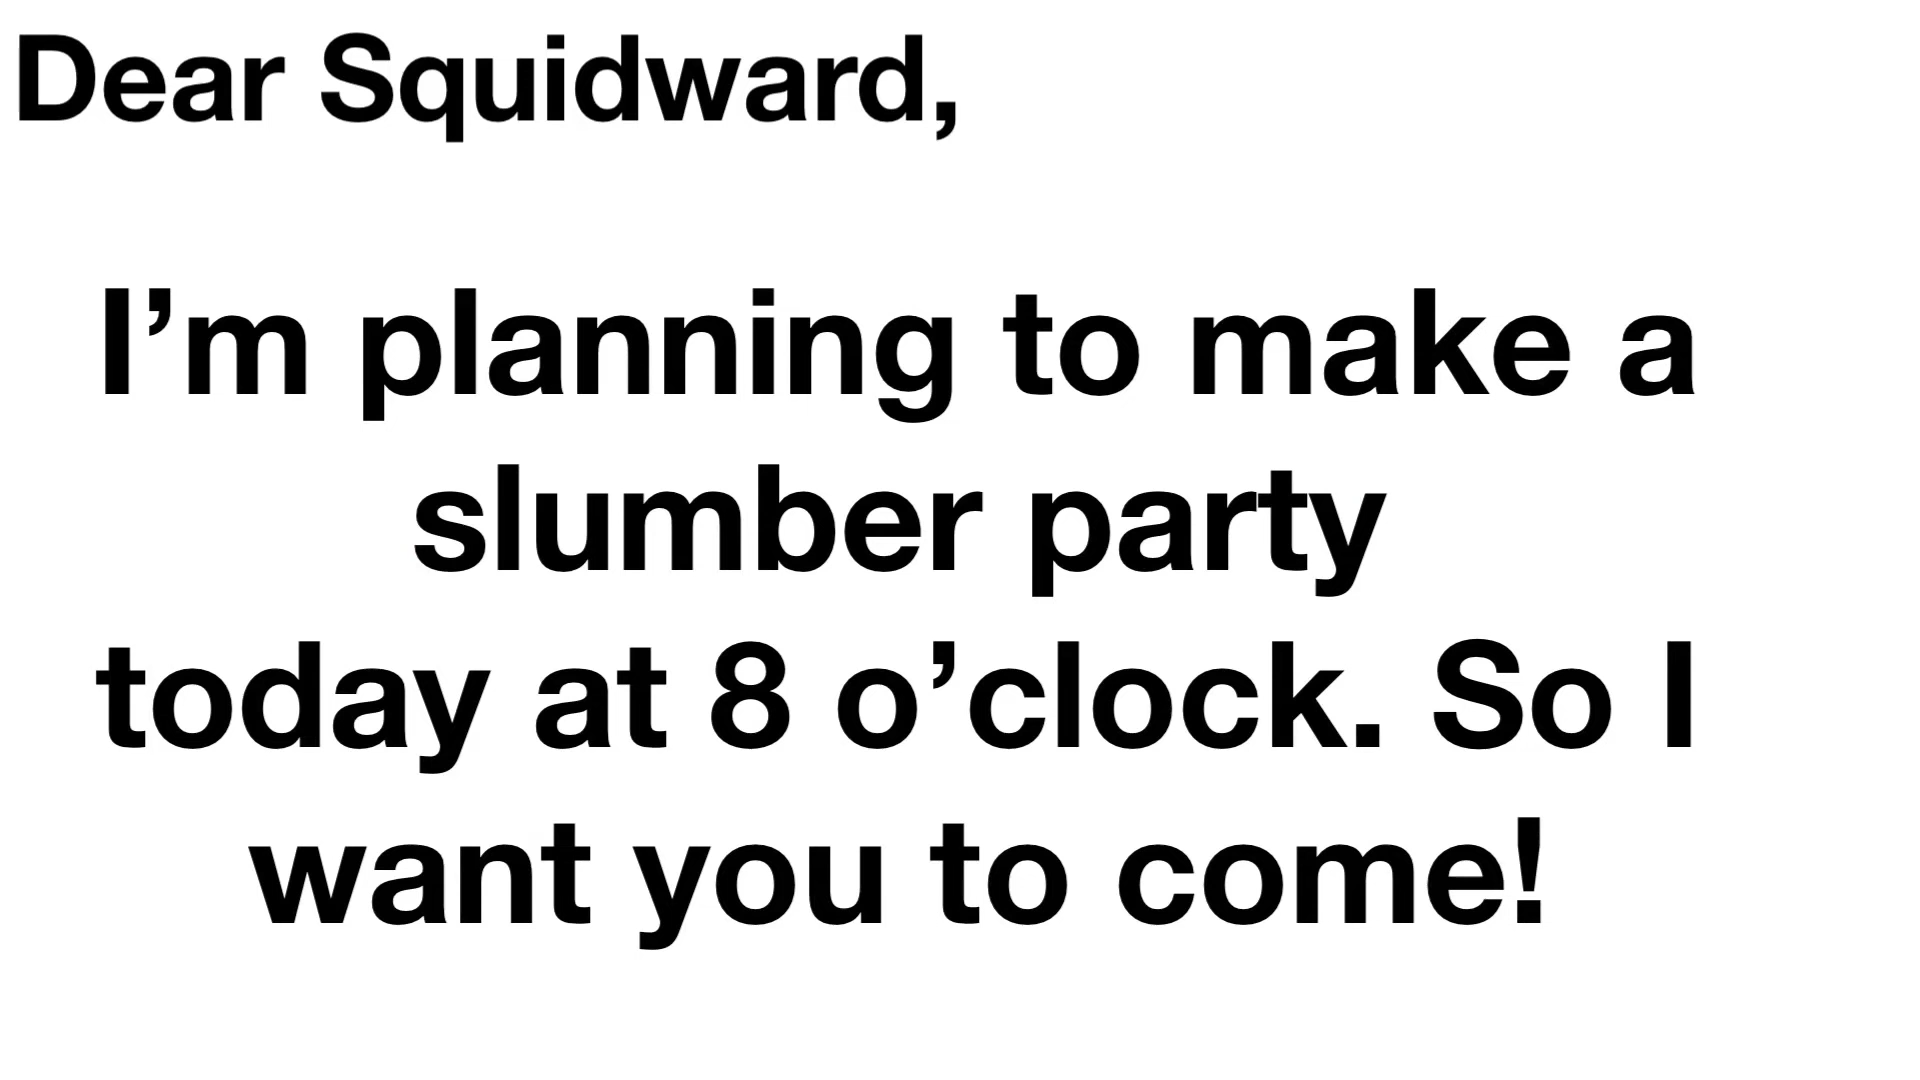 Dear Squidward,
I’m planning to make a
slumber party
today at 8 o’clock. So I
want you to come!